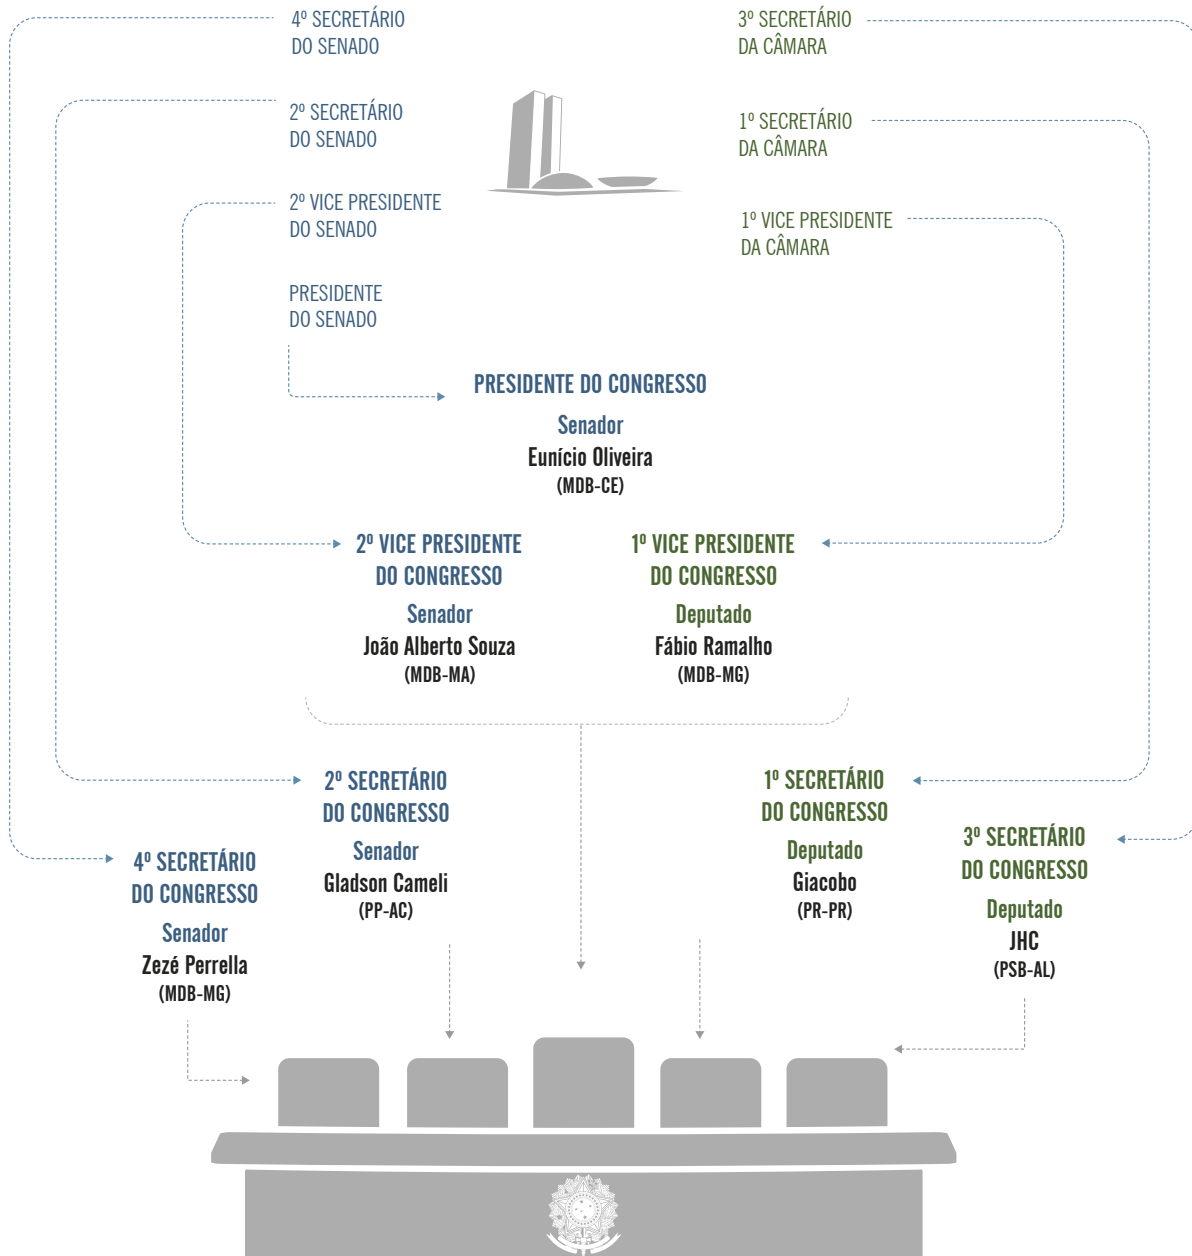 4º SECRETÁRIO
DO SENADO
3º SECRETÁRIO
DA CÂMARA
2º SECRETÁRIO
DO SENADO
1º SECRETÁRIO
DA CÂMARA
2º VICE PRESIDENTE
DO SENADO
1º VICE PRESIDENTE
DA CÂMARA
PRESIDENTE
DO SENADO
PRESIDENTE DO CONGRESSO
Senador
Eunício Oliveira
(MDB-CE)
2º VICE PRESIDENTE
DO CONGRESSO
Senador
João Alberto Souza
(MDB-MA)
1º VICE PRESIDENTE
DO CONGRESSO
Deputado
Fábio Ramalho
(MDB-MG)
4º SECRETÁRIO
DO CONGRESSO
Senador
Zezé Perrella
(MDB-MG)
2º SECRETÁRIO
DO CONGRESSO
Senador
Gladson Cameli
(PP-AC)
1º SECRETÁRIO
DO CONGRESSO
Deputado
Giacobo
(PR-PR)
3º SECRETÁRIO
DO CONGRESSO
Deputado
JHC
(PSB-AL)